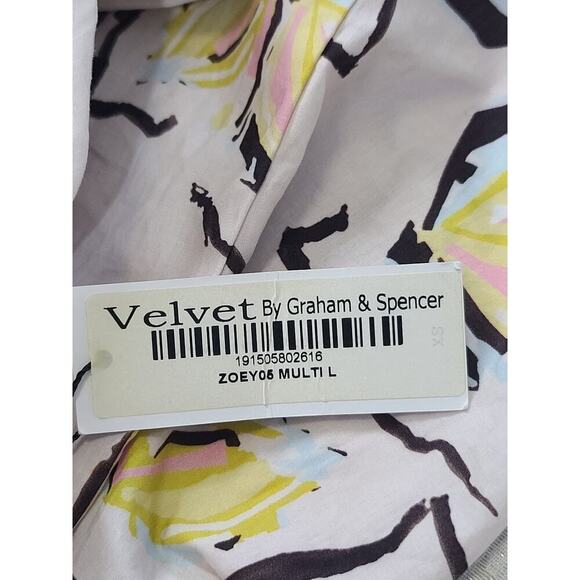 Velvet By Graham & Spencer
191505802616
ZOEY05 MULTI L
XS